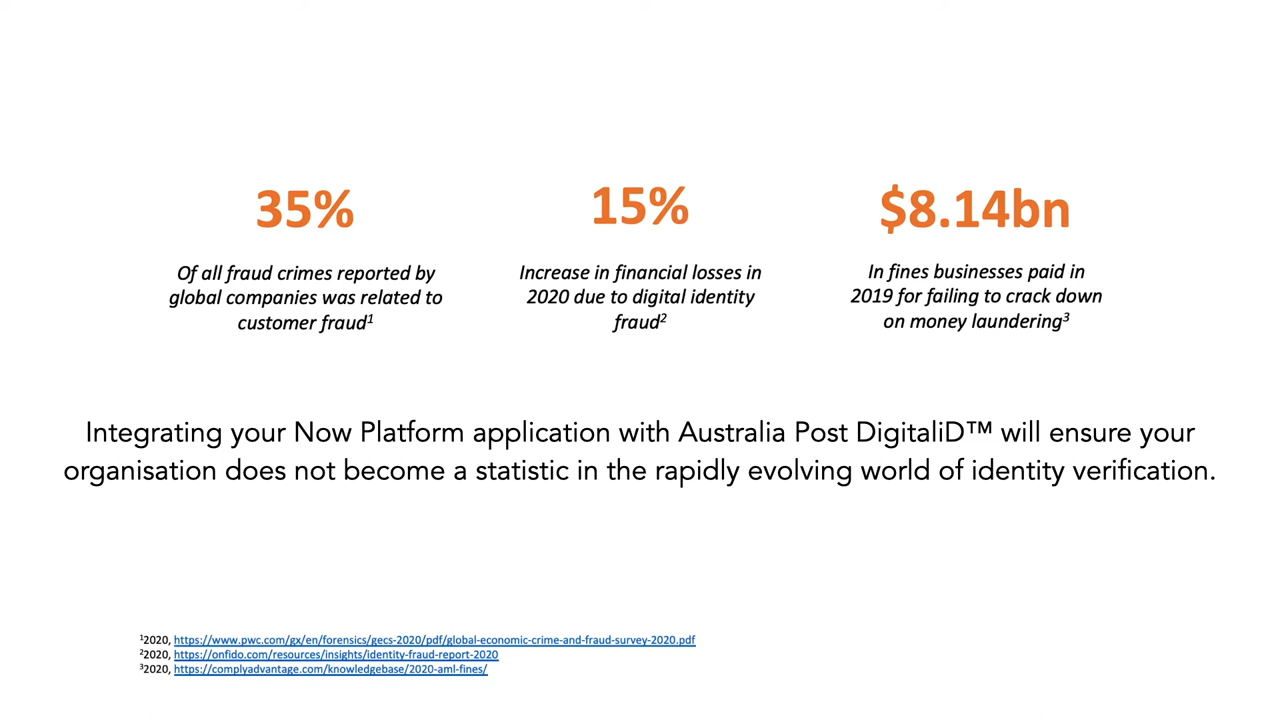 35%
Of all fraud crimes reported by
global companies was related to
customer fraud¹
15%
Increase in financial losses in
2020 due to digital identity
fraud²
$8.14bn
In fines businesses paid in
2019 for failing to crack down
on money laundering³
Integrating your Now Platform application with Australia Post DigitaliD™ will ensure your
organisation does not become a statistic in the rapidly evolving world of identity verification.
¹2020, https://www.pwc.com/gx/en/forensics/gecs-2020/pdf/global-economic-crime-and-fraud-survey-2020.pdf
²2020, https://onfido.com/resources/insights/identity-fraud-report-2020
³2020, https://complyadvantage.com/knowledgebase/2020-aml-fines/